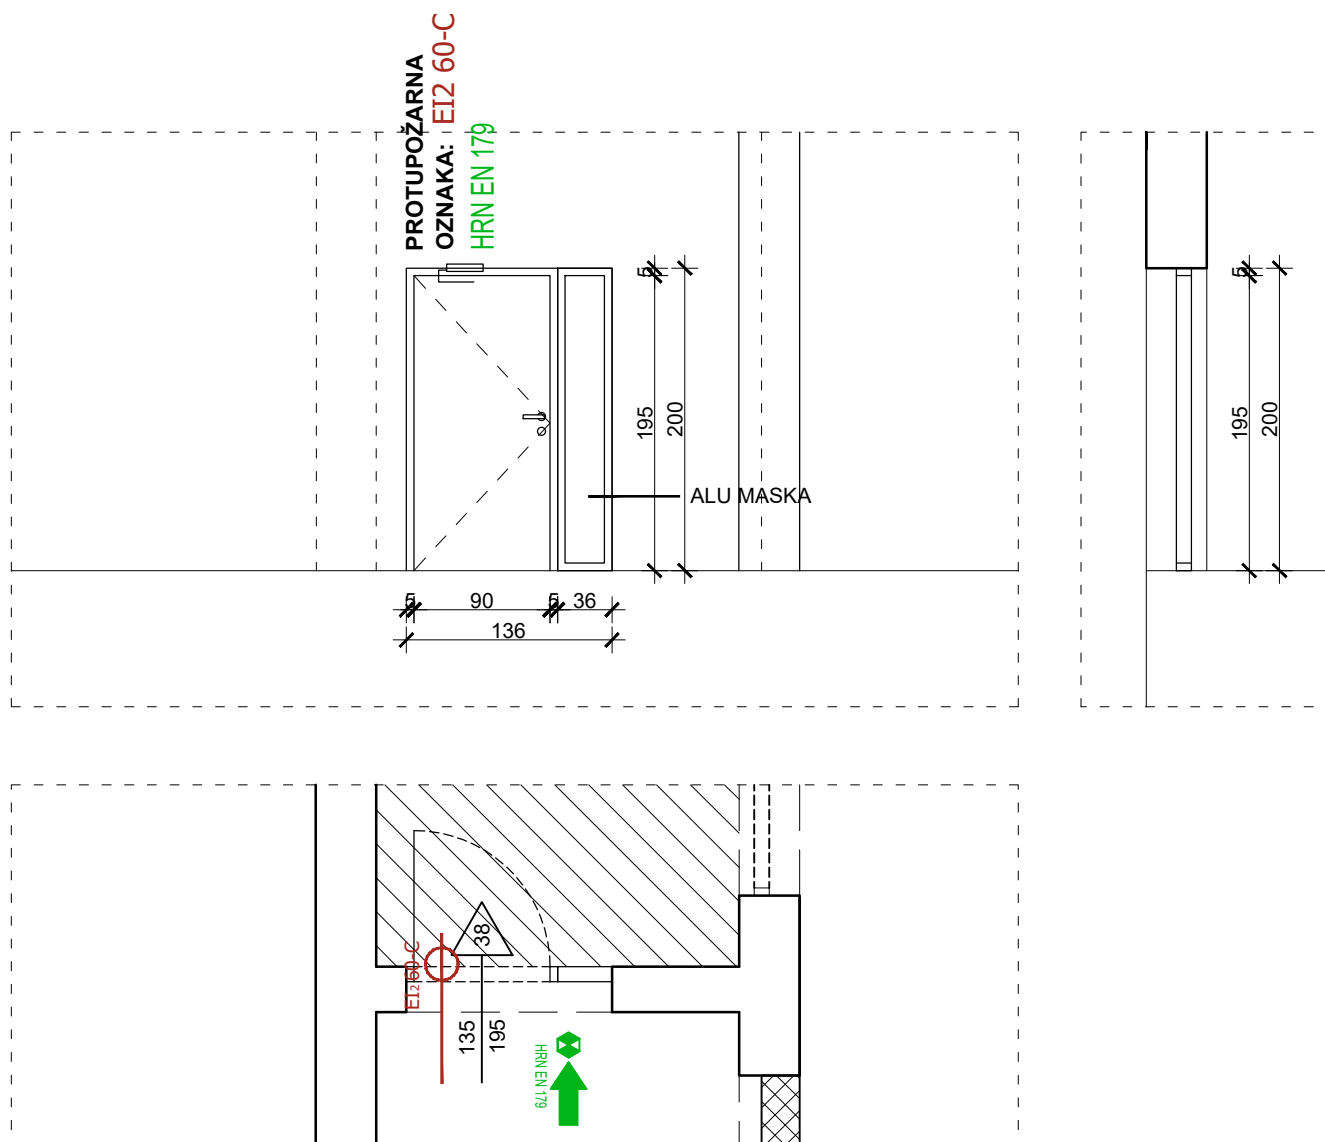 PROTUPOŽARNA
OZNAKA: EI2 60-C
HRN EN 179
5
195
200
ALU MASKA
5 90 5 36
136
5
195
200
EI2 60-C
38
135
195
HRN EN 179